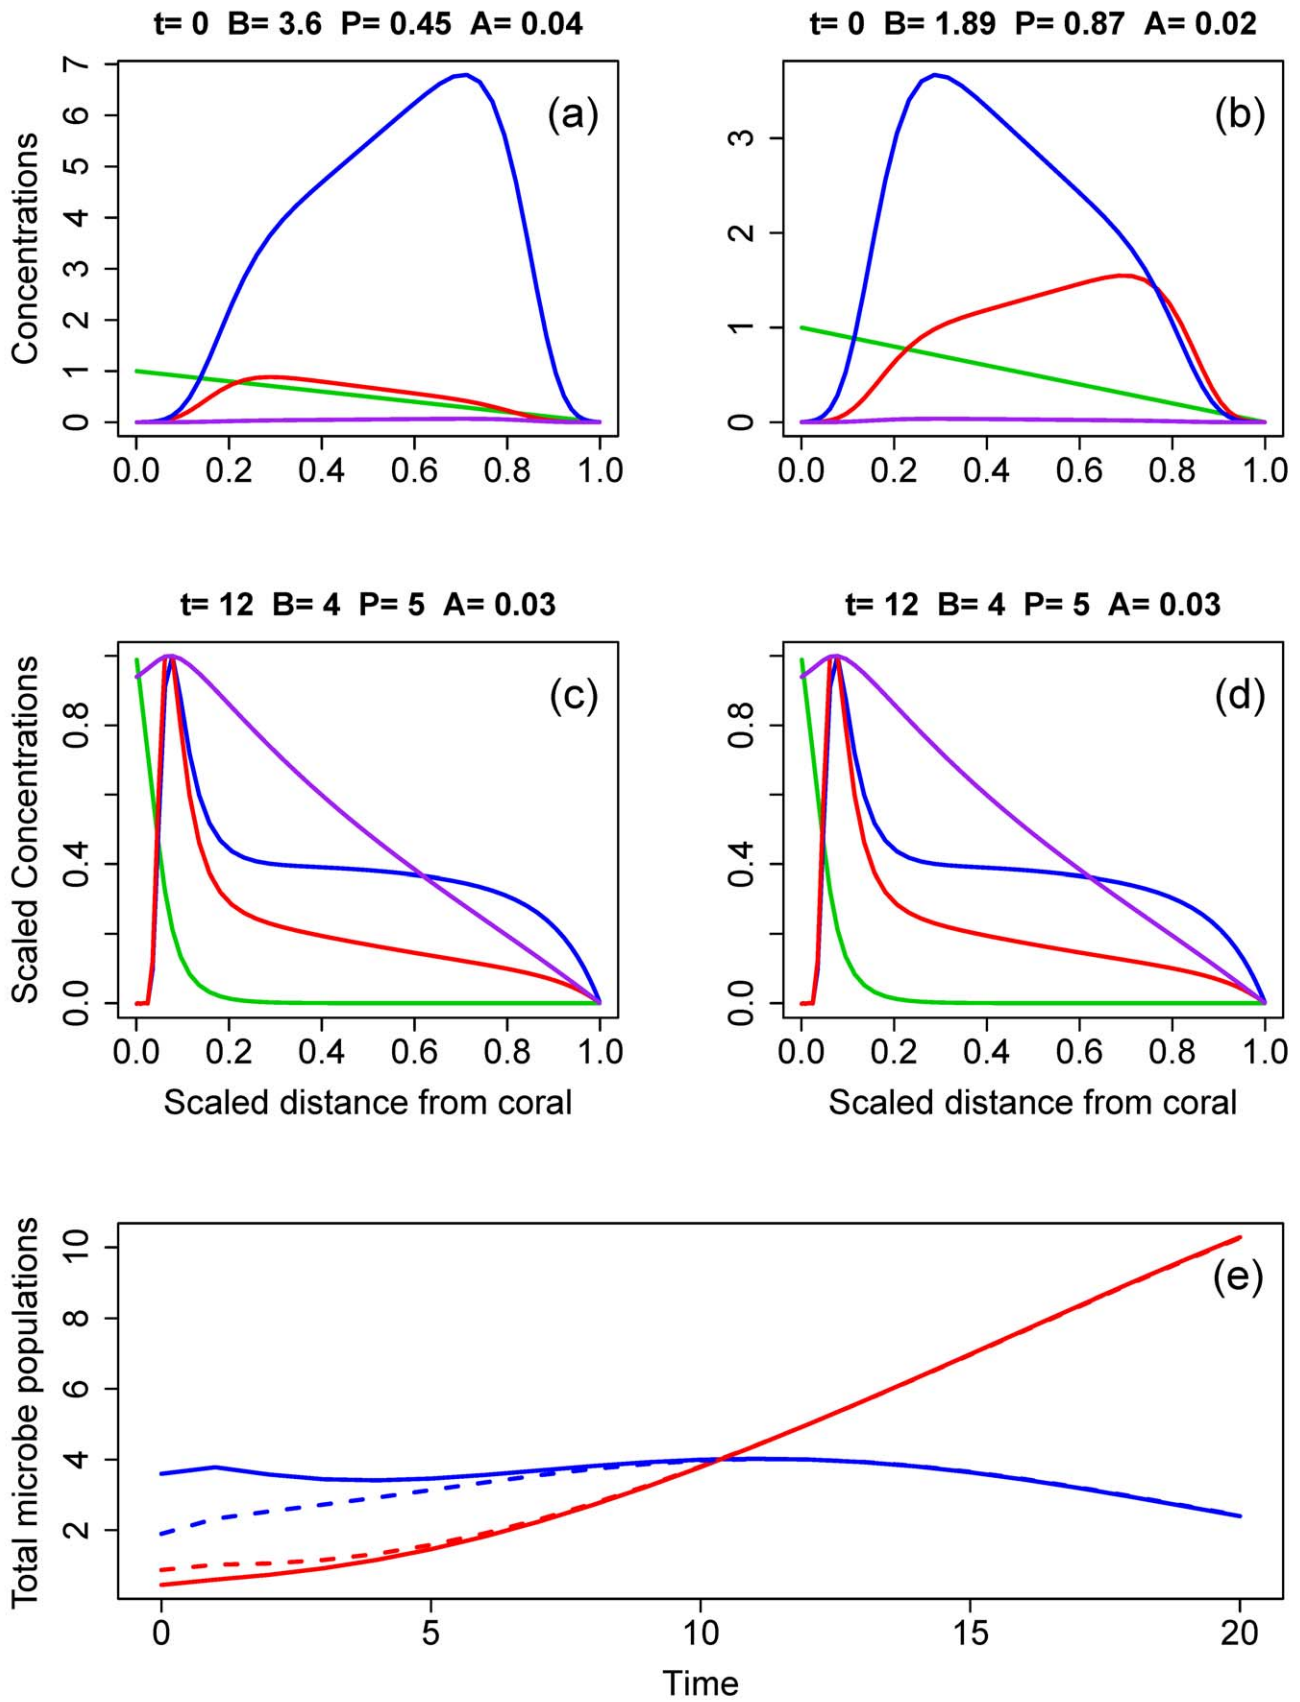 t= 0 B= 3.6 P= 0.45 A= 0.04
t= 0 B= 1.89 P= 0.87 A= 0.02
Concentrations
7
6
5
4
3
2
1
0
(a)
0.0 0.2 0.4 0.6 0.8 1.0
3
2
1
0
(b)
0.0 0.2 0.4 0.6 0.8 1.0
t= 12 B= 4 P= 5 A= 0.03
t= 12 B= 4 P= 5 A= 0.03
Scaled Concentrations
0.8
0.4
0.0
(c)
0.0 0.2 0.4 0.6 0.8 1.0
Scaled distance from coral
0.8
0.4
0.0
(d)
0.0 0.2 0.4 0.6 0.8 1.0
Scaled distance from coral
Total microbe populations
10
8
6
4
2
(e)
0 5 10 15 20
Time